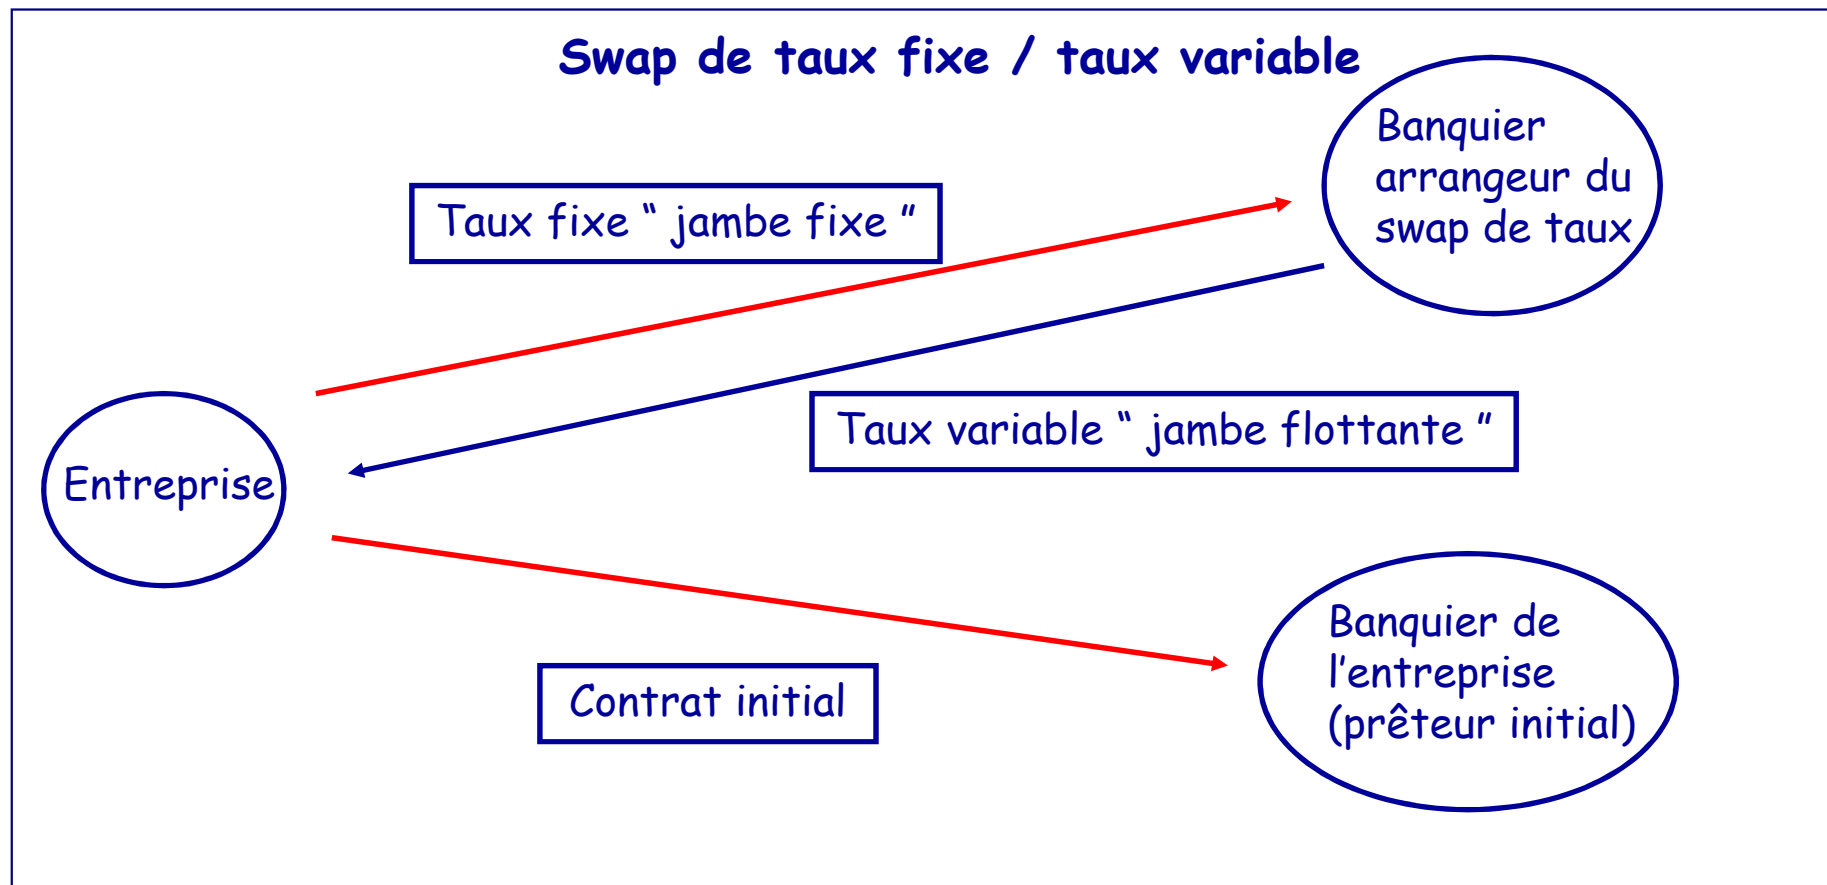 Swap de taux fixe / taux variable
Banquier
arrangeur du
swap de taux
Taux fixe “ jambe fixe ”
Taux variable “ jambe flottante ”
Entreprise
Banquier de
l’entreprise
(prêteur initial)
Contrat initial